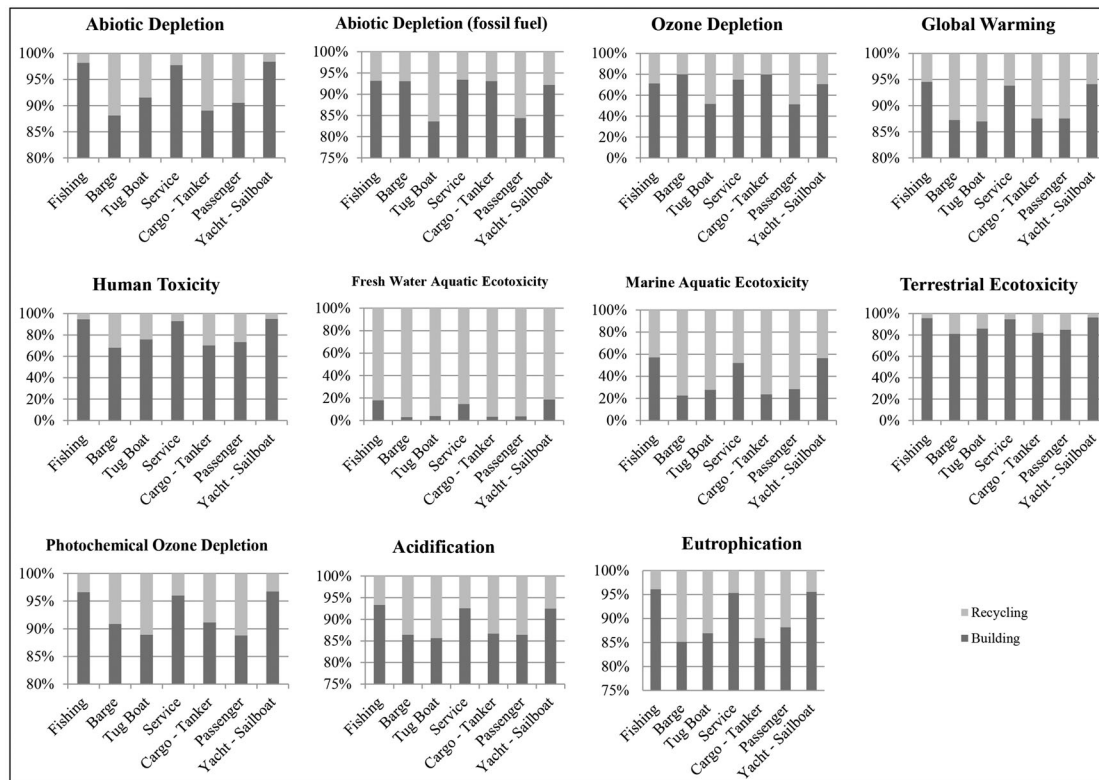 Abiotic Depletion
100%
95%
90%
85%
80%
Fishing
Barge
Tug Boat
Service
Cargo - Tanker
Passenger
Yacht - Sailboat
Abiotic Depletion (fossil fuel)
100%
95%
90%
85%
80%
75%
Fishing
Barge
Tug Boat
Service
Cargo - Tanker
Passenger
Yacht - Sailboat
Ozone Depletion
100%
80%
60%
40%
20%
0%
Fishing
Barge
Tug Boat
Service
Cargo - Tanker
Passenger
Yacht - Sailboat
Global Warming
100%
95%
90%
85%
80%
Fishing
Barge
Tug Boat
Service
Cargo - Tanker
Passenger
Yacht - Sailboat
Human Toxicity
100%
80%
60%
40%
20%
0%
Fishing
Barge
Tug Boat
Service
Cargo - Tanker
Passenger
Yacht - Sailboat
Fresh Water Aquatic Ecotoxicity
100%
80%
60%
40%
20%
0%
Fishing
Barge
Tug Boat
Service
Cargo - Tanker
Passenger
Yacht - Sailboat
Marine Aquatic Ecotoxicity
100%
80%
60%
40%
20%
0%
Fishing
Barge
Tug Boat
Service
Cargo - Tanker
Passenger
Yacht - Sailboat
Terrestrial Ecotoxicity
100%
80%
60%
40%
20%
0%
Fishing
Barge
Tug Boat
Service
Cargo - Tanker
Passenger
Yacht - Sailboat
Photochemical Ozone Depletion
100%
95%
90%
85%
80%
Fishing
Barge
Tug Boat
Service
Cargo - Tanker
Passenger
Yacht - Sailboat
Acidification
100%
95%
90%
85%
80%
75%
Fishing
Barge
Tug Boat
Service
Cargo - Tanker
Passenger
Yacht - Sailboat
Eutrophication
100%
95%
90%
85%
80%
75%
Fishing
Barge
Tug Boat
Service
Cargo - Tanker
Passenger
Yacht - Sailboat
Recycling
Building